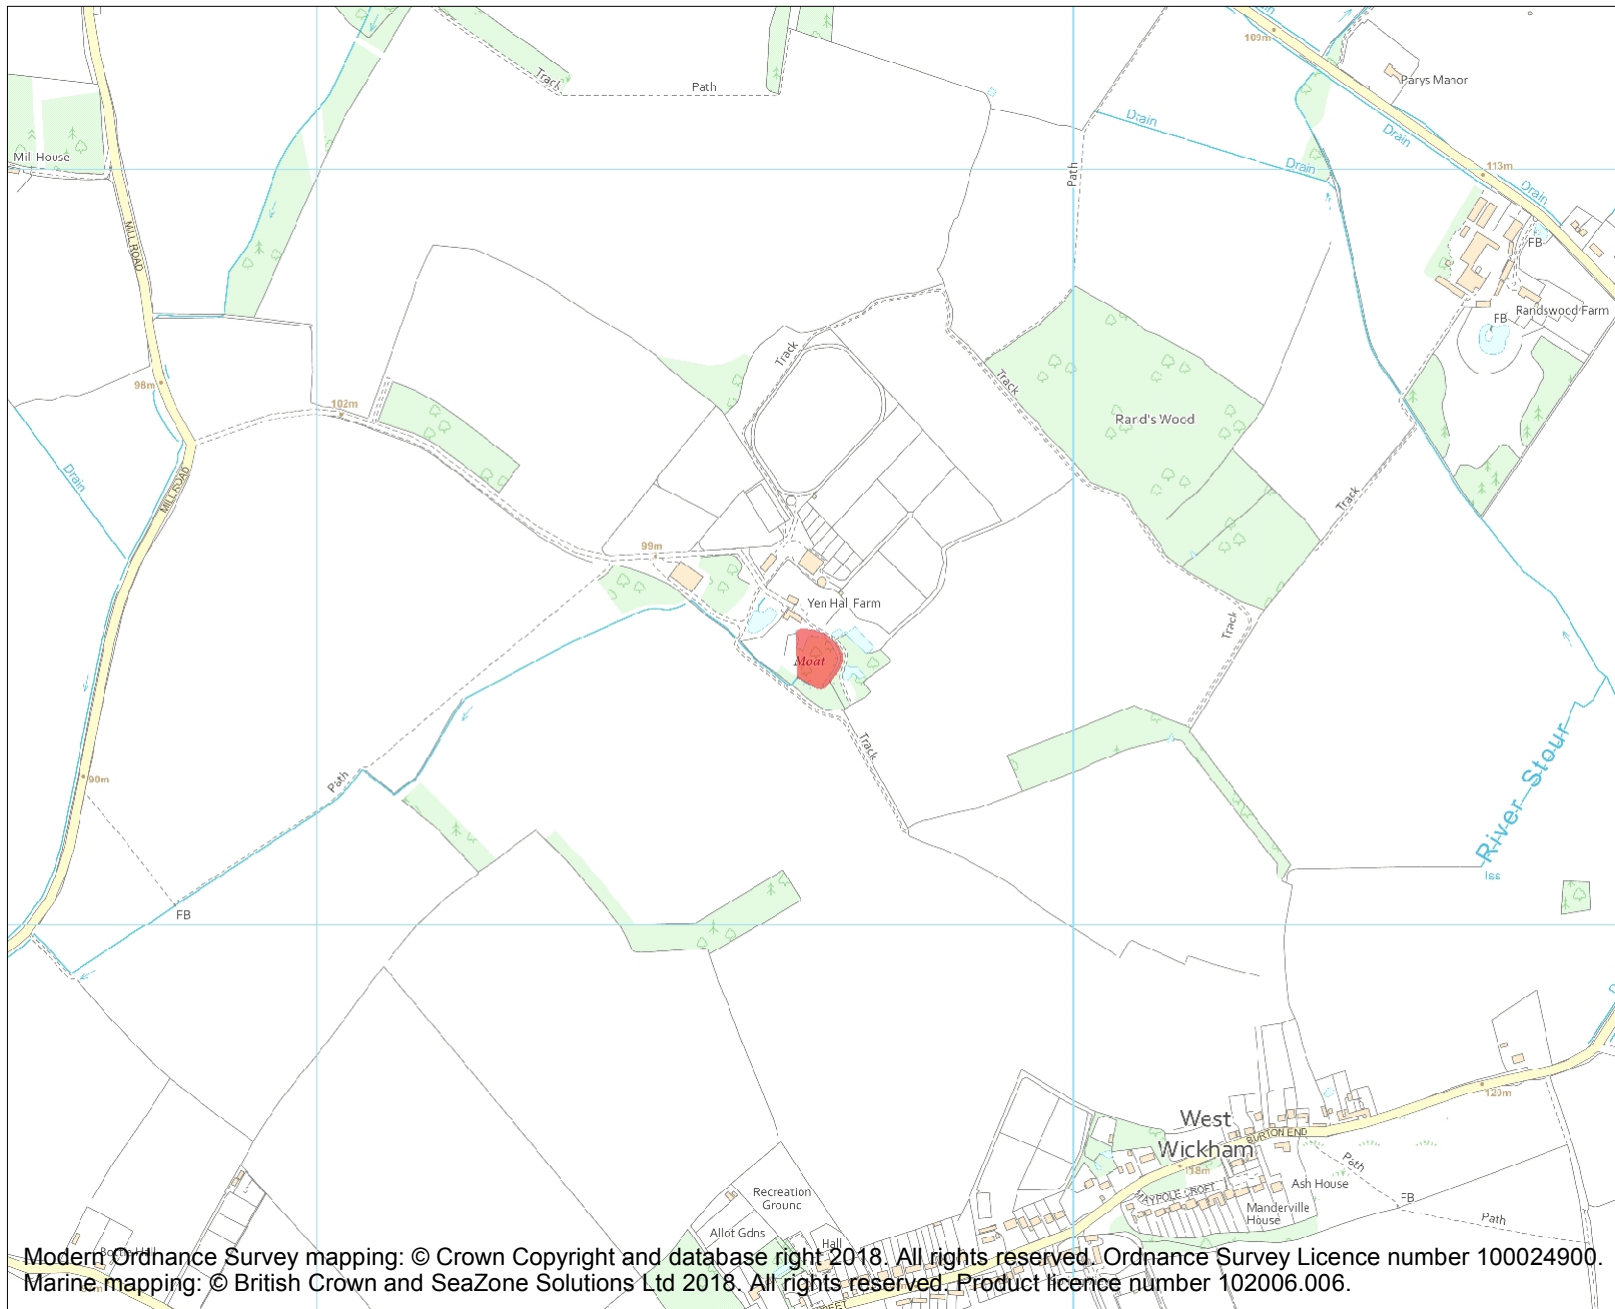 Drain
109m
Parys Manor
Track
Path
Drain
Drain
Mill House
Path
Drain
113m
Drain
MILL ROAD
FB
Randswood Farm
FB
Track
98m
102m
Track
Rand's Wood
Drain
MILL ROAD
Track
99m
Yen Hall Farm
Track
Moat
Track
River Stour
Iss
Path
90m
FB
120m
West
Wickham
BURTON END
118m
Path
MAYPOLE CROFT
Ash House
FB
Manderville
House
Path
Recreation
Ground
Allot Gdns
Hall
Modern Ordnance Survey mapping: © Crown Copyright and database right 2018. All rights reserved. Ordnance Survey Licence number 100024900.
Marine mapping: © British Crown and SeaZone Solutions Ltd 2018. All rights reserved. Product licence number 102006.006.